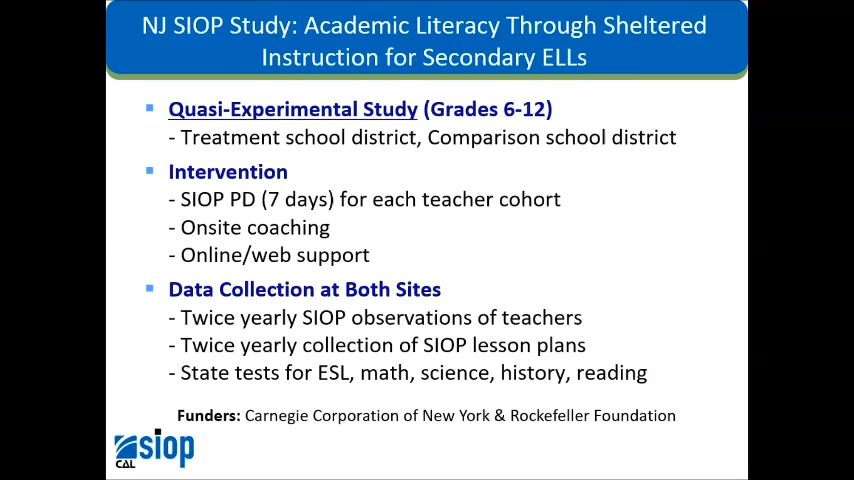 NJ SIOP Study: Academic Literacy Through Sheltered
Instruction for Secondary ELLs
Quasi-Experimental Study (Grades 6-12)
- Treatment school district, Comparison school district
Intervention
- SIOP PD (7 days) for each teacher cohort
- Onsite coaching
- Online/web support
Data Collection at Both Sites
- Twice yearly SIOP observations of teachers
- Twice yearly collection of SIOP lesson plans
- State tests for ESL, math, science, history, reading
Funders: Carnegie Corporation of New York & Rockefeller Foundation
siop
CAL